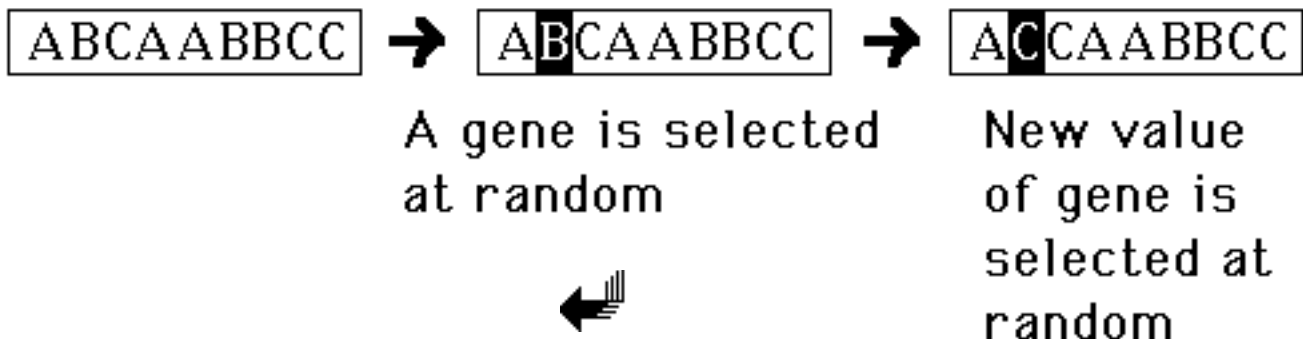 ABCAABBCC → ABCAABBCC → ACCAABBCC
A gene is selected
at random
New value
of gene is
selected at
random